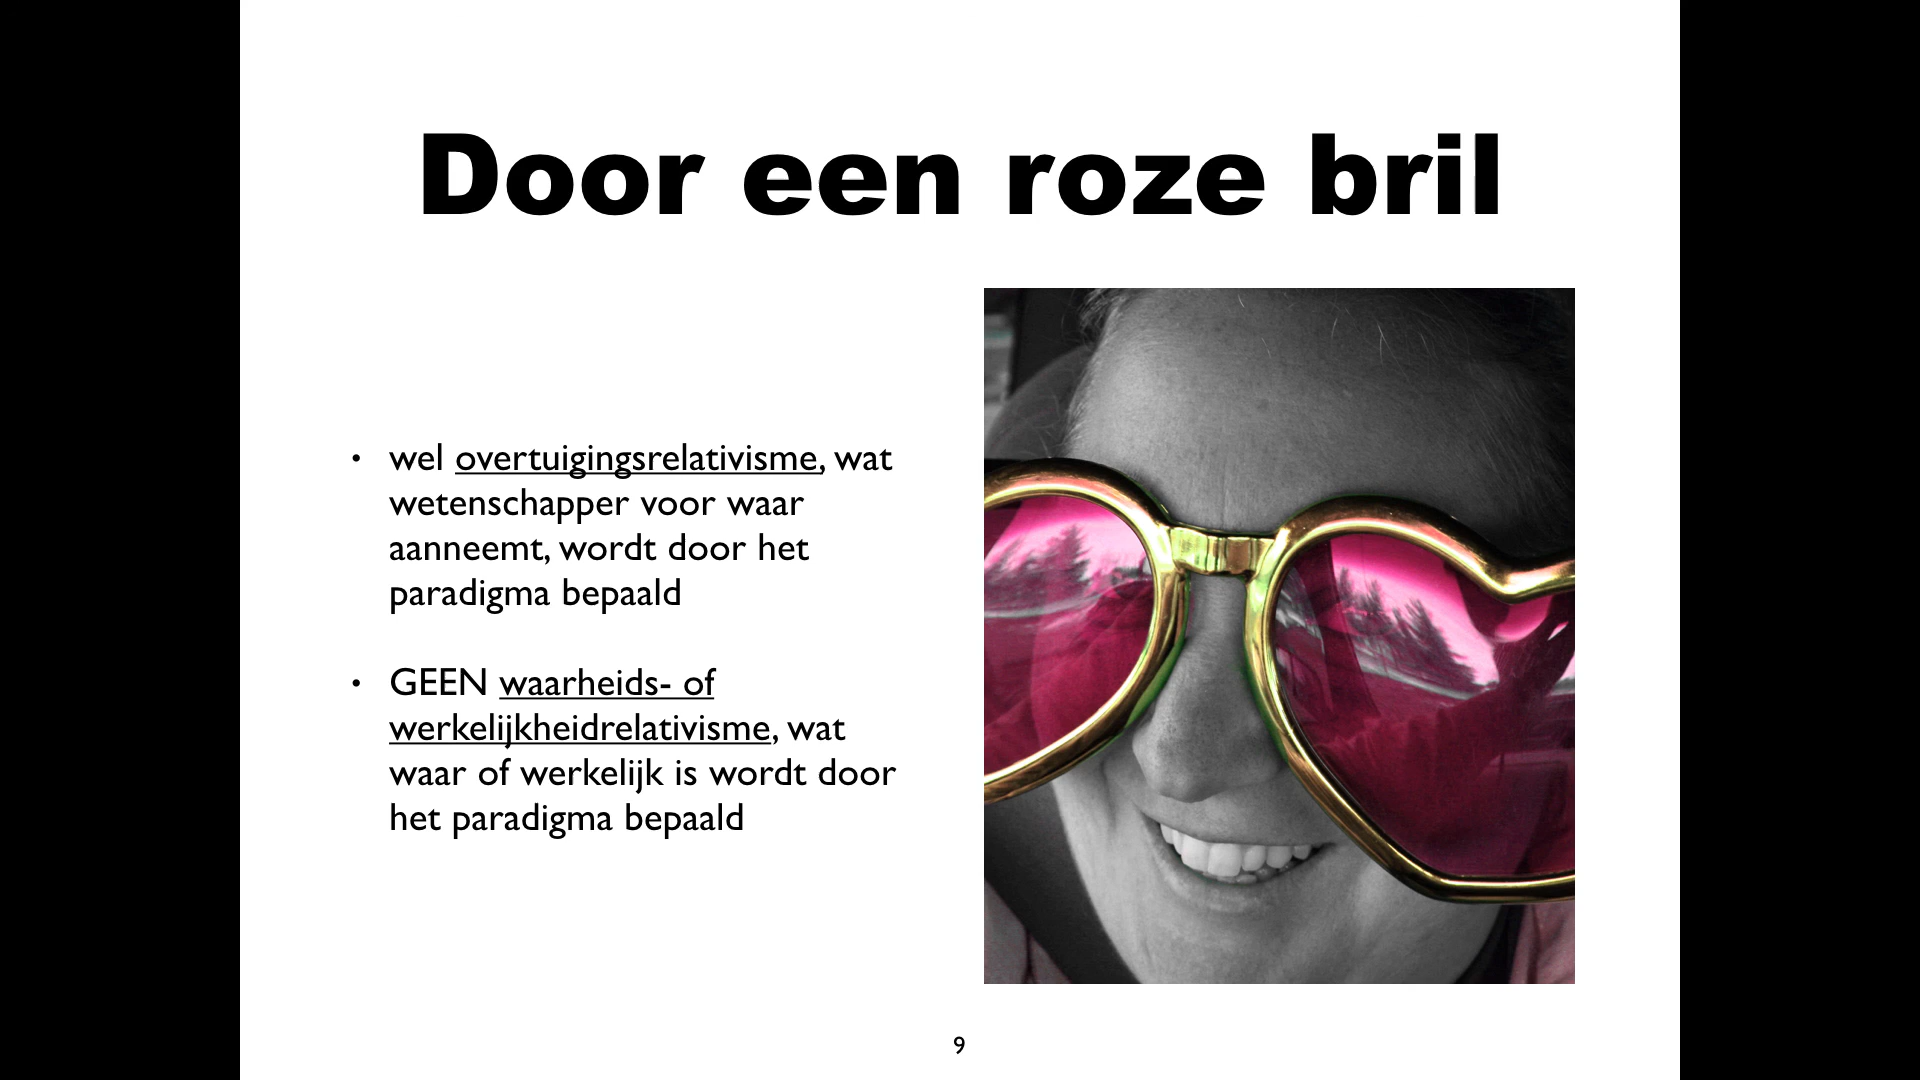 Door een roze bril
• wel overtuigingsrelativisme, wat
wetenschapper voor waar
aanneemt, wordt door het
paradigma bepaald
• GEEN waarheids- of
werkelijkheidrelativisme, wat
waar of werkelijk is wordt door
het paradigma bepaald
9